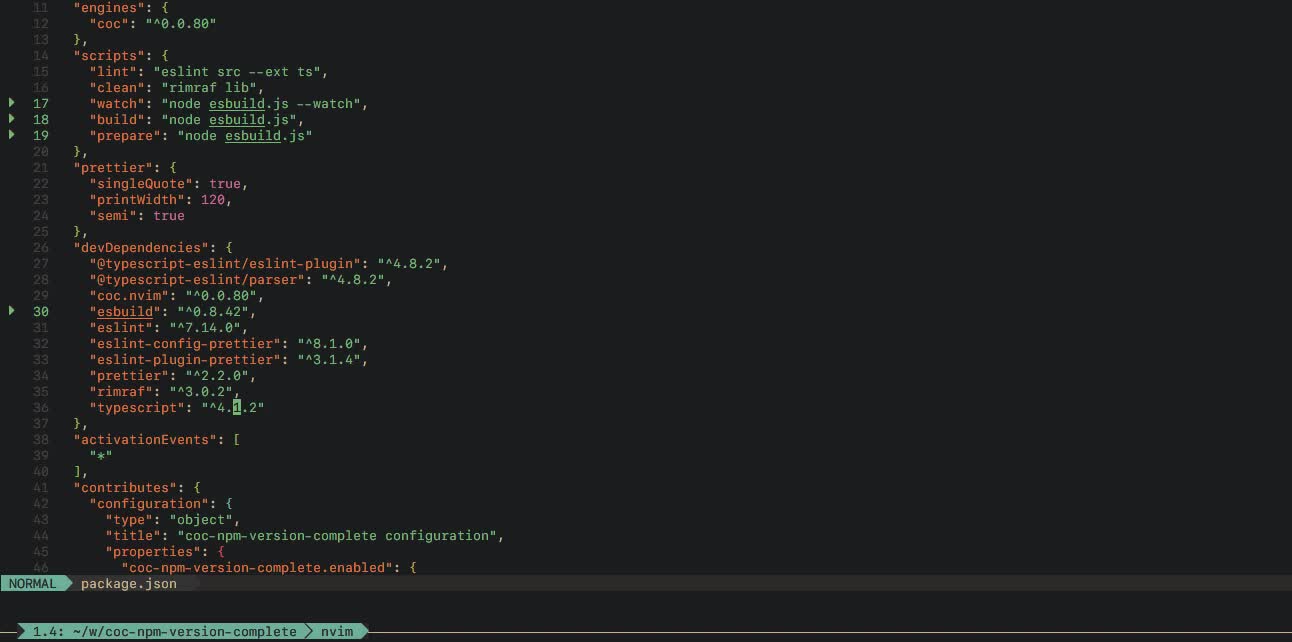 11 "engines": {
12 "coc": "^0.0.80"
13 },
14 "scripts": {
15 "lint": "eslint src --ext ts",
16 "clean": "rimraf lib",
17 "watch": "node esbuild.js --watch",
18 "build": "node esbuild.js",
19 "prepare": "node esbuild.js"
20 },
21 "prettier": {
22 "singleQuote": true,
23 "printWidth": 120,
24 "semi": true
25 },
26 "devDependencies": {
27 "@typescript-eslint/eslint-plugin": "^4.8.2",
28 "@typescript-eslint/parser": "^4.8.2",
29 "coc.nvim": "^0.0.80",
30 "esbuild": "^0.8.42",
31 "eslint": "^7.14.0",
32 "eslint-config-prettier": "^8.1.0",
33 "eslint-plugin-prettier": "^3.1.4",
34 "prettier": "^2.2.0",
35 "rimraf": "^3.0.2",
36 "typescript": "^4.1.2"
37 },
38 "activationEvents": [
39 "*"
40 ],
41 "contributes": {
42 "configuration": {
43 "type": "object",
44 "title": "coc-npm-version-complete configuration",
45 "properties": {
46 "coc-npm-version-complete.enabled": {
NORMAL package.json
1.4: ~/w/coc-npm-version-complete nvim